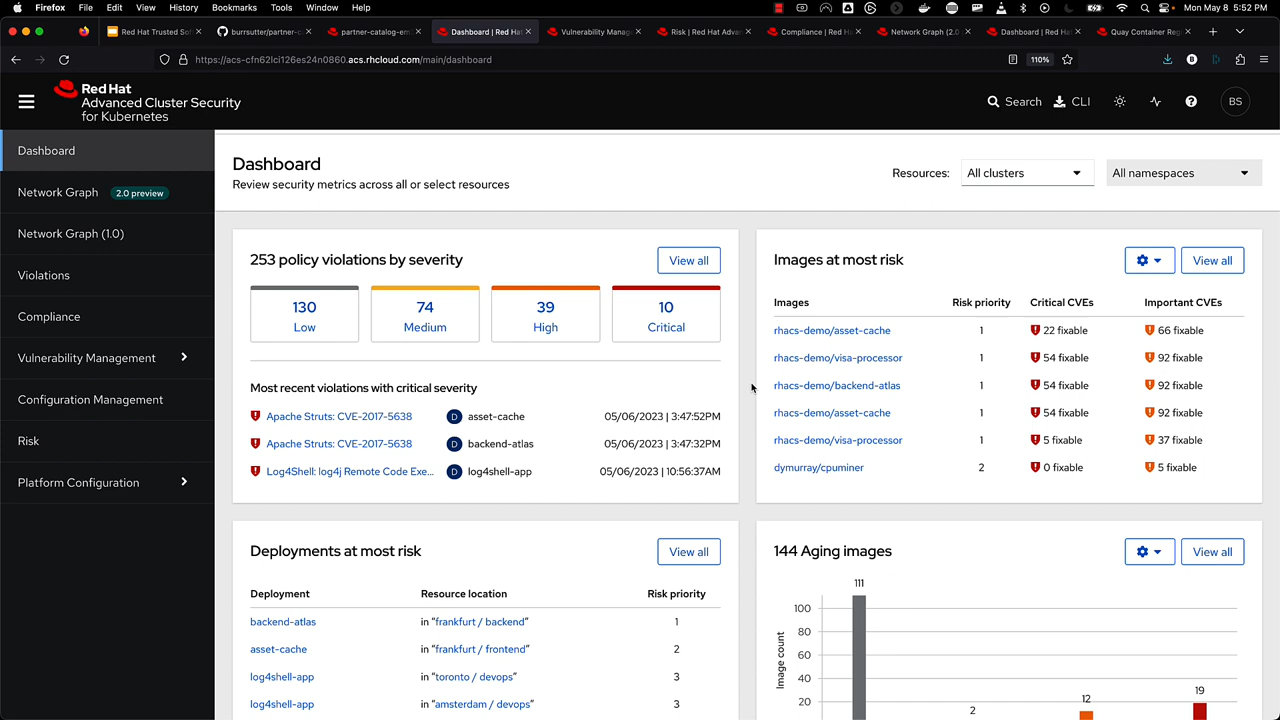 Firefox File Edit View History Bookmarks Tools Window Help Mon May 8 5:52 PM
Red Hat Trusted Sof burrsutter/partner-c partner-catalog-em Dashboard | Red Hat Vulnerability Manag Risk | Red Hat Adva Compliance | Red H Network Graph (2.0 Dashboard | Red Hat Quay Container Reg
https://acs-cfn62lci126es24n0860.acs.rhcloud.com/main/dashboard 110%
Red Hat
Advanced Cluster Security
for Kubernetes
Search CLI BS
Dashboard
Network Graph 2.0 preview
Network Graph (1.0)
Violations
Compliance
Vulnerability Management
Configuration Management
Risk
Platform Configuration
Dashboard
Review security metrics across all or select resources
Resources: All clusters All namespaces
253 policy violations by severity View all
130 74 39 10
Low Medium High Critical
Most recent violations with critical severity
Apache Struts: CVE-2017-5638 D asset-cache 05/06/2023 | 3:47:52PM
Apache Struts: CVE-2017-5638 D backend-atlas 05/06/2023 | 3:47:32PM
Log4Shell: log4j Remote Code Exe... D log4shell-app 05/06/2023 | 10:56:37AM
Images at most risk View all
Images Risk priority Critical CVEs Important CVEs
rhacs-demo/asset-cache 1 22 fixable 66 fixable
rhacs-demo/visa-processor 1 54 fixable 92 fixable
rhacs-demo/backend-atlas 1 54 fixable 92 fixable
rhacs-demo/asset-cache 1 54 fixable 92 fixable
rhacs-demo/visa-processor 1 5 fixable 37 fixable
dymurray/cpuminer 2 0 fixable 5 fixable
Deployments at most risk View all
Deployment Resource location Risk priority
backend-atlas in "frankfurt / backend" 1
asset-cache in "frankfurt / frontend" 2
log4shell-app in "toronto / devops" 3
log4shell-app in "amsterdam / devops" 3
144 Aging images View all
Image count
100
80
60
40
20
111
2
12
19